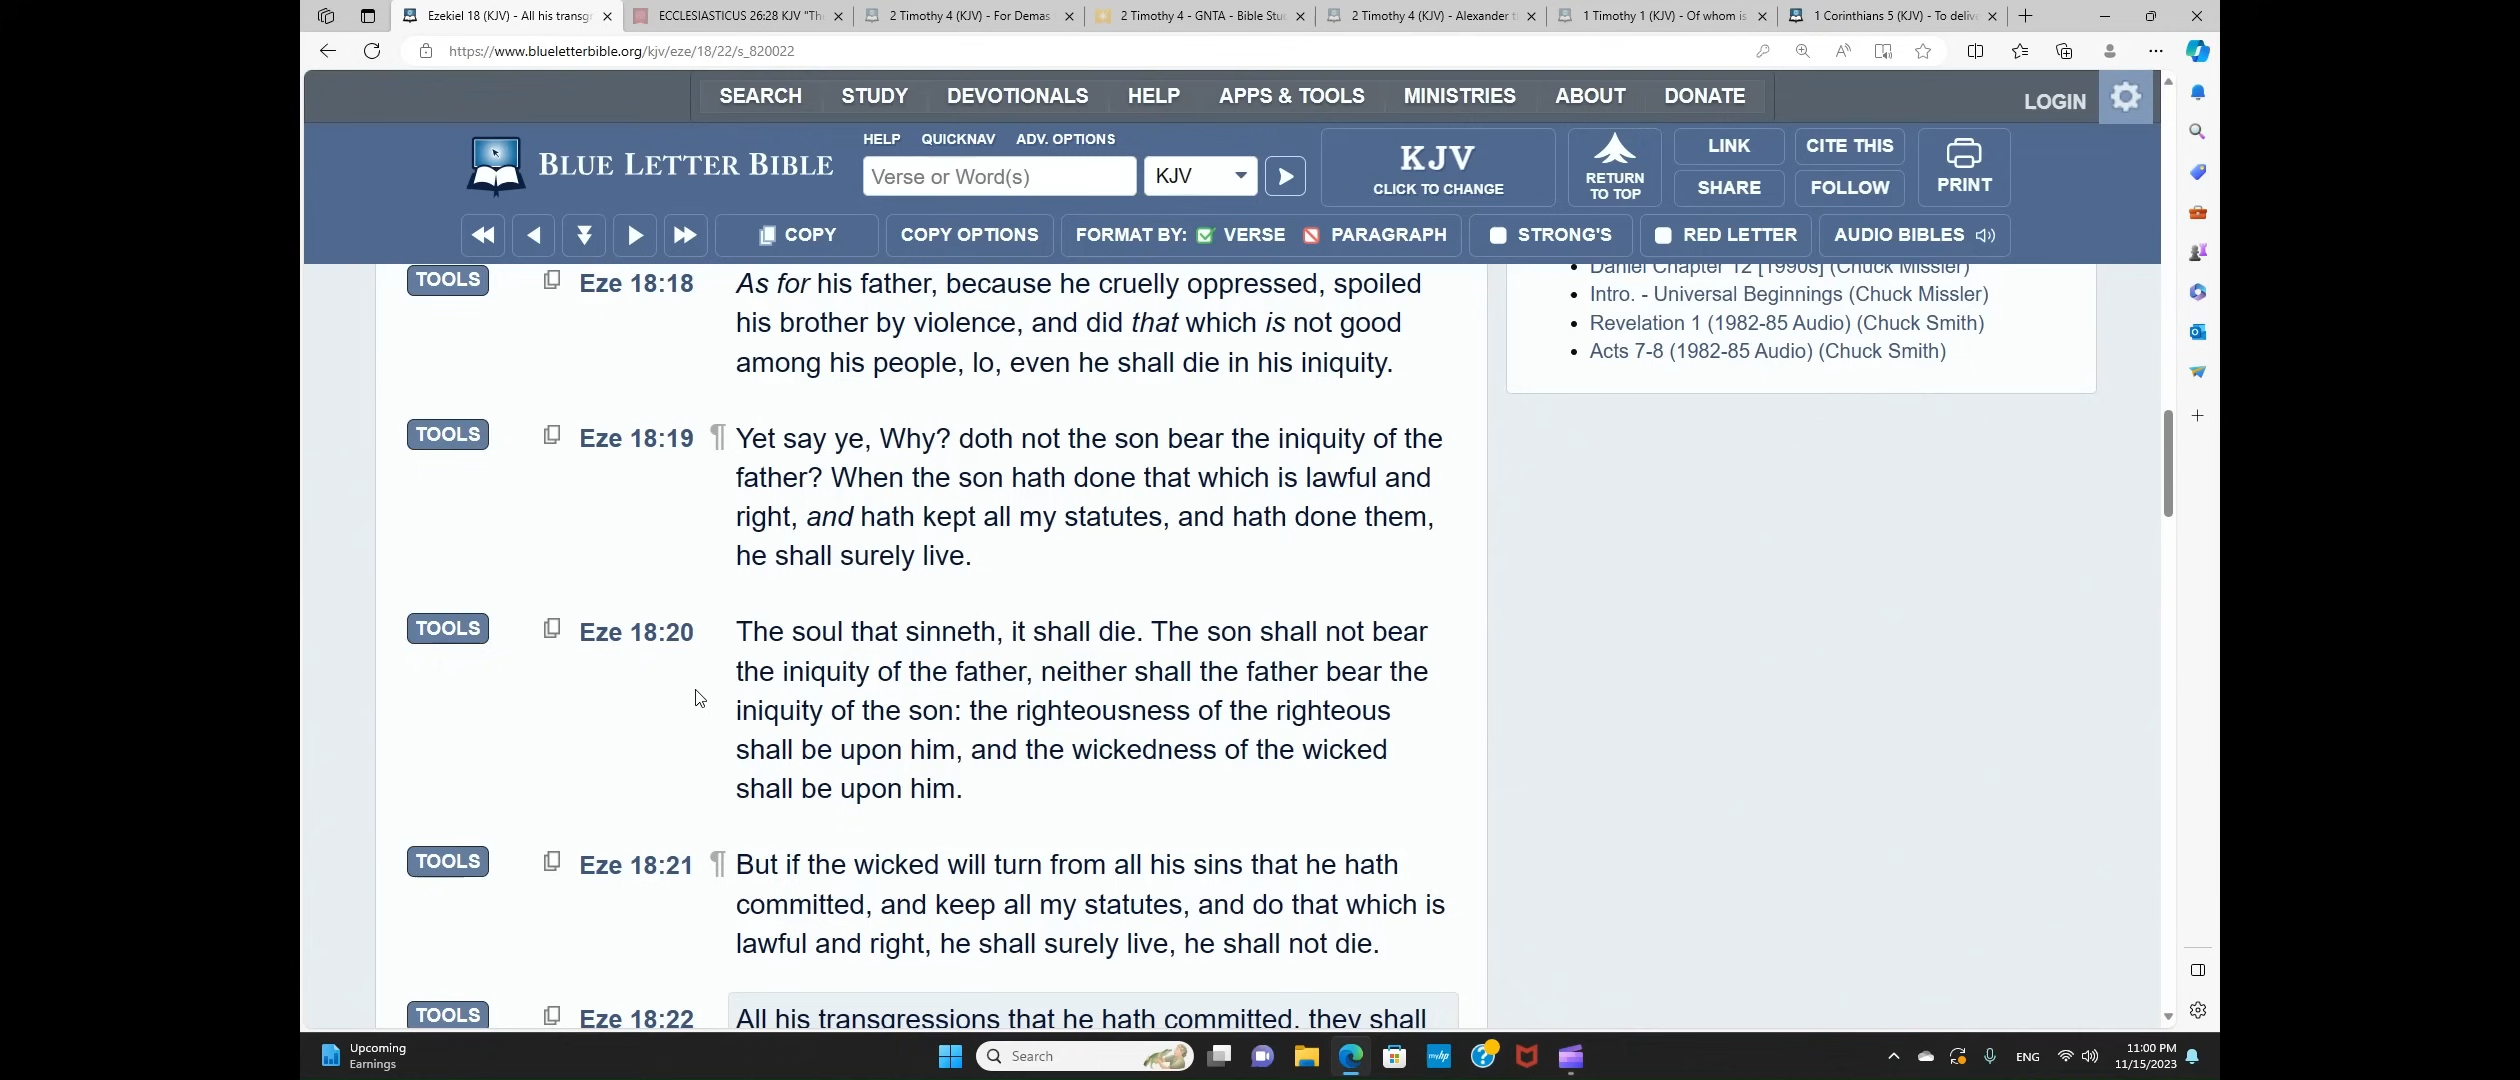 Ezekiel 18 (KJV) - All his transgr
ECCLESIASTICUS 26:28 KJV "Th
2 Timothy 4 (KJV) - For Demas
2 Timothy 4 - GNTA - Bible Stu
2 Timothy 4 (KJV) - Alexander t
1 Timothy 1 (KJV) - Of whom is
1 Corinthians 5 (KJV) - To delive
https://www.blueletterbible.org/kjv/eze/18/22/s_820022
SEARCH STUDY DEVOTIONALS HELP APPS & TOOLS MINISTRIES ABOUT DONATE
LOGIN
BLUE LETTER BIBLE
HELP QUICKNAV ADV. OPTIONS
Verse or Word(s)
KJV
KJV
CLICK TO CHANGE
RETURN
TO TOP
LINK
CITE THIS
SHARE
FOLLOW
PRINT
COPY
COPY OPTIONS
FORMAT BY: VERSE PARAGRAPH
STRONG'S
RED LETTER
AUDIO BIBLES
TOOLS
Eze 18:18
As for his father, because he cruelly oppressed, spoiled
his brother by violence, and did that which is not good
among his people, lo, even he shall die in his iniquity.
TOOLS
Eze 18:19
¶ Yet say ye, Why? doth not the son bear the iniquity of the
father? When the son hath done that which is lawful and
right, and hath kept all my statutes, and hath done them,
he shall surely live.
TOOLS
Eze 18:20
The soul that sinneth, it shall die. The son shall not bear
the iniquity of the father, neither shall the father bear the
iniquity of the son: the righteousness of the righteous
shall be upon him, and the wickedness of the wicked
shall be upon him.
TOOLS
Eze 18:21
¶ But if the wicked will turn from all his sins that he hath
committed, and keep all my statutes, and do that which is
lawful and right, he shall surely live, he shall not die.
TOOLS
Eze 18:22
All his transgressions that he hath committed, they shall
Daniel Chapter 12 [1990s] (Chuck Missler)
Intro. - Universal Beginnings (Chuck Missler)
Revelation 1 (1982-85 Audio) (Chuck Smith)
Acts 7-8 (1982-85 Audio) (Chuck Smith)
Upcoming
Earnings
Search
myhp
ENG
11:00 PM
11/15/2023